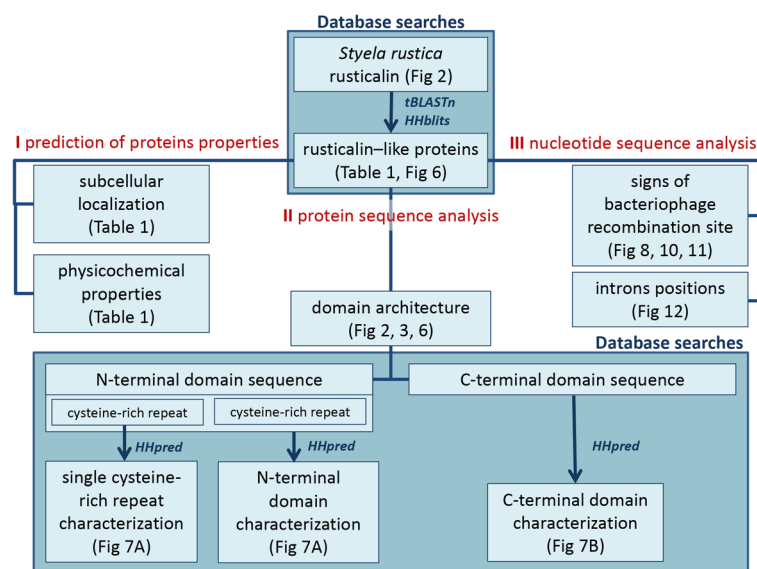 Database searches
Styela rustica
rusticalin (Fig 2)
tBLASTn
HHblits
I prediction of proteins properties
III nucleotide sequence analysis
rusticalin–like proteins
(Table 1, Fig 6)
subcellular
localization
(Table 1)
II protein sequence analysis
signs of
bacteriophage
recombination site
(Fig 8, 10, 11)
physicochemical
properties
(Table 1)
introns positions
(Fig 12)
domain architecture
(Fig 2, 3, 6)
Database searches
N-terminal domain sequence
C-terminal domain sequence
cysteine-rich repeat
cysteine-rich repeat
HHpred
HHpred
HHpred
single cysteine-
rich repeat
characterization
(Fig 7A)
N-terminal
domain
characterization
(Fig 7A)
C-terminal domain
characterization
(Fig 7B)